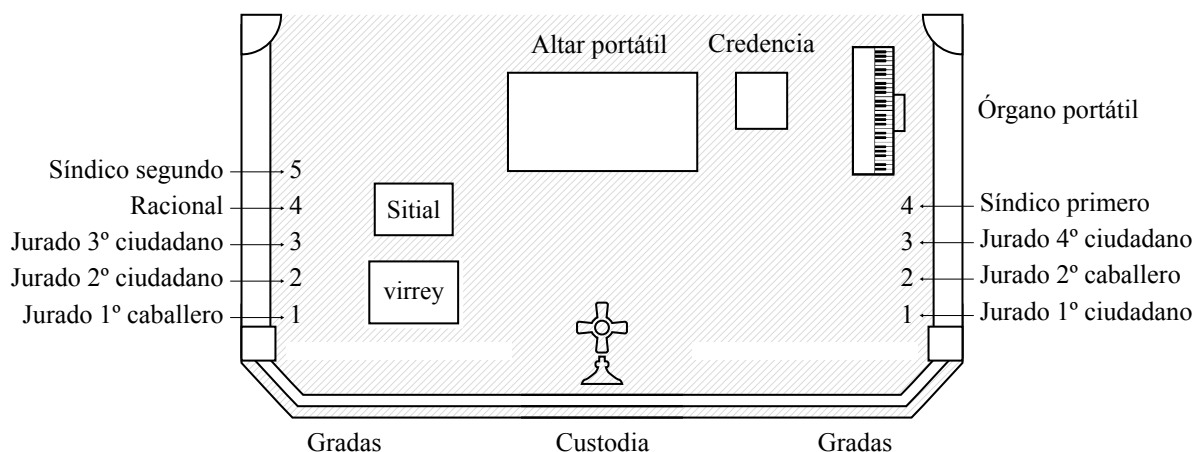 Altar portátil
Credencia
Órgano portátil
Síndico segundo 5
Racional 4
Jurado 3º ciudadano 3
Jurado 2º ciudadano 2
Jurado 1º caballero 1
Sitial
virrey
4 Síndico primero
3 Jurado 4º ciudadano
2 Jurado 2º caballero
1 Jurado 1º ciudadano
Gradas
Custodia
Gradas